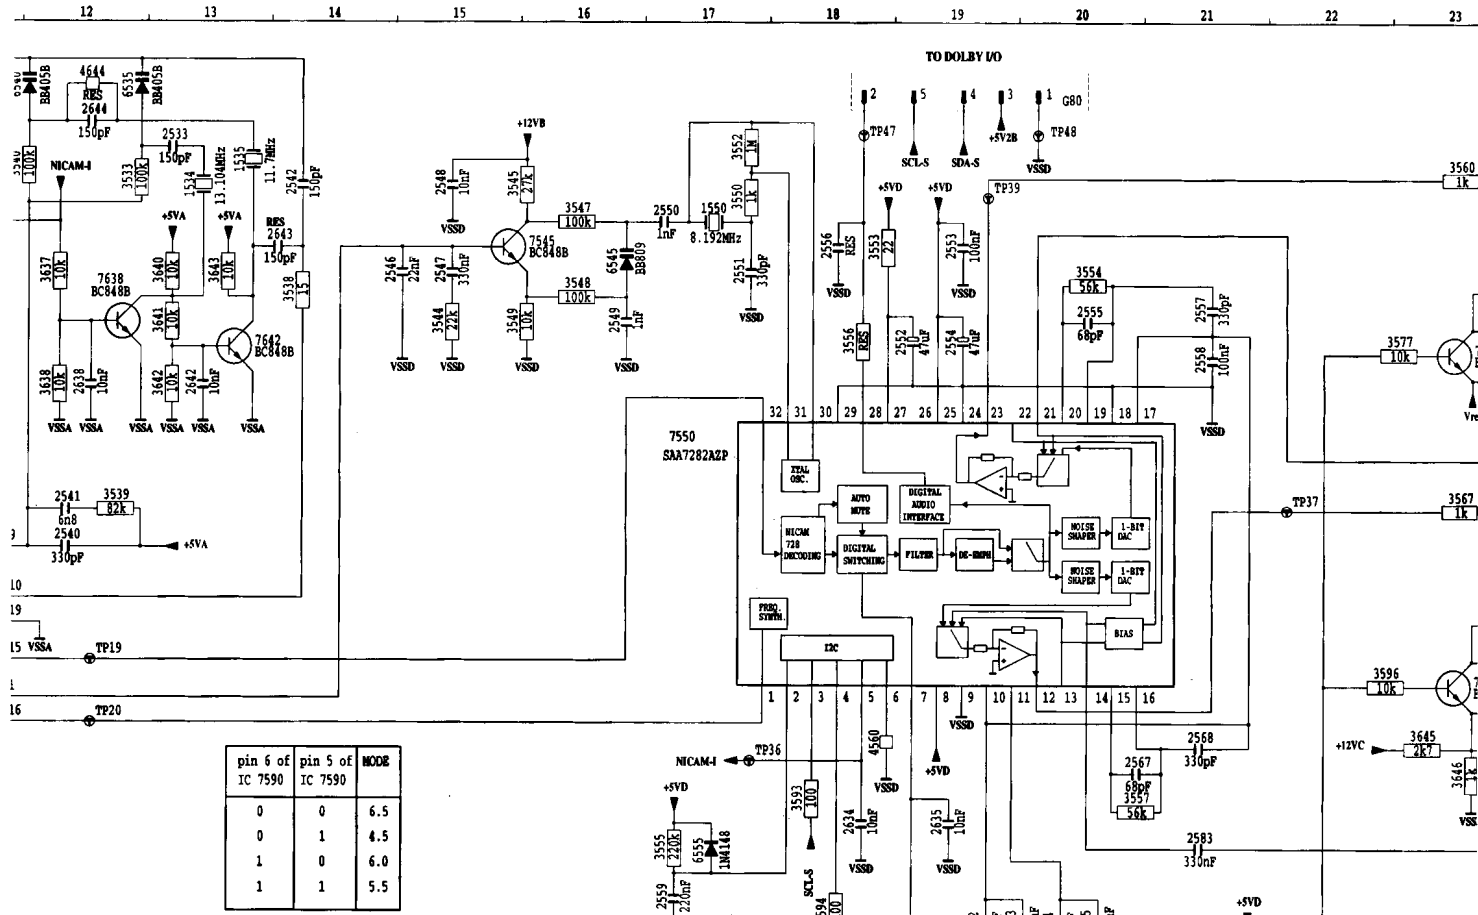 12 13 14 15 16 17 18 19 20 21 22 23
TO DOLBY I/O
2 5 4 3 1 G80
BB405B
4644
RES
2644
150pF
6535
BB405B
100k
NICAM-I
3533
100k
2533
150pF
1534
13.104MHz
1535
11.7MHz
2542
150pF
+5VA
+5VA
RES
2643
150pF
3637
10k
7638
BC848B
3640
10k
3643
10k
3538
15
3641
10k
7642
BC848B
3638
10k
2638
10nF
3642
10k
2642
10nF
VSSA VSSA VSSA VSSA VSSA VSSA
+12VB
2548
10nF
VSSD
3545
27k
7545
BC848B
3547
100k
2546
22nF
2547
330nF
3544
22k
3549
10k
3548
100k
6545
BB809
2549
1nF
VSSD VSSD VSSD VSSD
2550
1nF
1550
8.192MHz
3552
1M
3550
1k
2551
330pF
VSSD
TP47
SCL-S
SDA-S
+5V2B
TP48
VSSD
+5VD
+5VD
TP39
2556
RES
VSSD
3553
22
2553
100nF
VSSD
3556
RES
2552
47uF
2554
47uF
3554
56k
2555
68pF
2557
330pF
2558
100nF
VSSD
3560
1k
3577
10k
7550
SAA7282AZP
32 31 30 29 28 27 26 25 24 23 22 21 20 19 18 17
XTAL
OSC.
AUTO
MUTE
DIGITAL
AUDIO
INTERFACE
NICAM
728
DECODING
DIGITAL
SWITCHING
FILTER
DE-EMPH
NOISE
SHAPER
1-BIT
DAC
NOISE
SHAPER
1-BIT
DAC
FREQ.
SYNTH.
I2C
BIAS
1 2 3 4 5 6 7 8 9 10 11 12 13 14 15 16
2541
6n8
3539
82k
2540
330pF
+5VA
10
19
VSSA
15
TP19
16
TP20
TP37
3567
1k
3596
10k
+12VC
3645
2k7
3646
1k
pin 6 of IC 7590 pin 5 of IC 7590 MODE
0 0 6.5
0 1 4.5
1 0 6.0
1 1 5.5
NICAM-I
TP36
4560
VSSD
+5VD
VSSD
+5VD
3555
220k
6555
1N4148
2559
220nF
3593
100
SCL-S
2634
10nF
VSSD
2635
10nF
VSSD
2567
68pF
3557
56k
2568
330pF
2583
330nF
+5VD